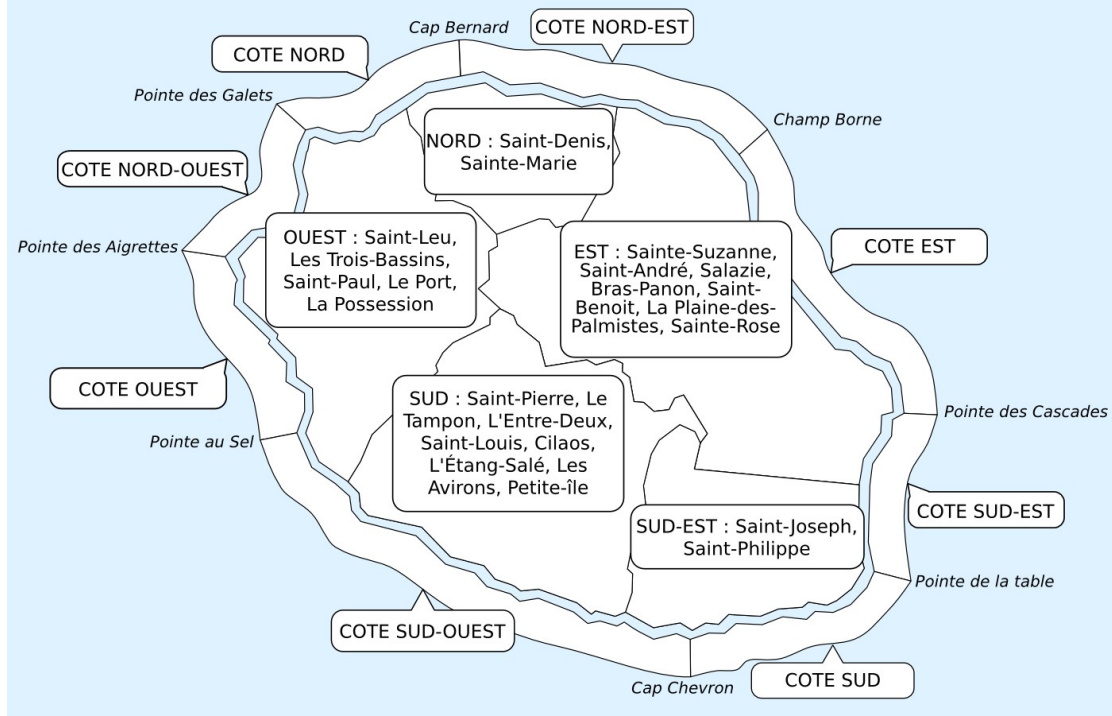 Cap Bernard
COTE NORD-EST
COTE NORD
Pointe des Galets
Champ Borne
NORD : Saint-Denis,
Sainte-Marie
COTE NORD-OUEST
Pointe des Aigrettes
OUEST : Saint-Leu,
Les Trois-Bassins,
Saint-Paul, Le Port,
La Possession
EST : Sainte-Suzanne,
Saint-André, Salazie,
Bras-Panon, Saint-
Benoit, La Plaine-des-
Palmistes, Sainte-Rose
COTE EST
COTE OUEST
Pointe au Sel
SUD : Saint-Pierre, Le
Tampon, L'Entre-Deux,
Saint-Louis, Cilaos,
L'Étang-Salé, Les
Avirons, Petite-île
Pointe des Cascades
SUD-EST : Saint-Joseph,
Saint-Philippe
COTE SUD-EST
Pointe de la table
COTE SUD-OUEST
COTE SUD
Cap Chevron